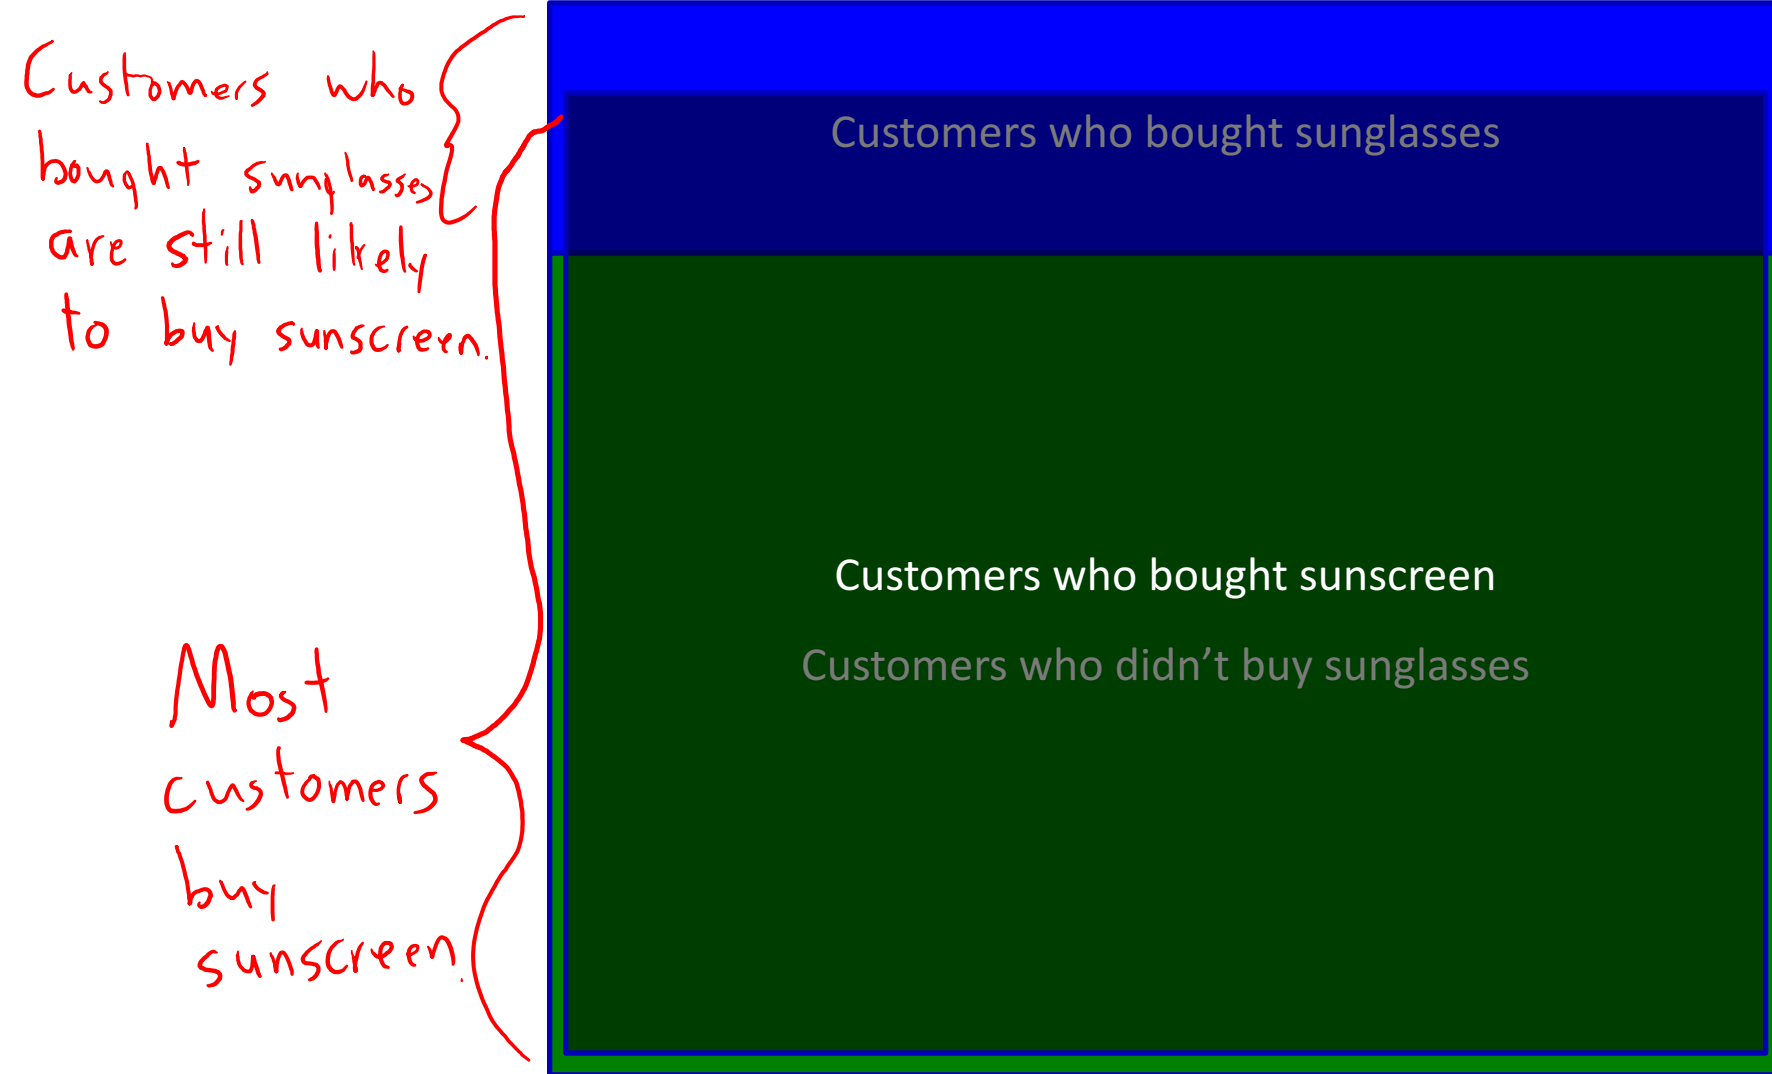 Customers who
bought sunglasses
are still likely
to buy sunscreen.
Most
customers
buy
sunscreen.
Customers who bought sunglasses
Customers who bought sunscreen
Customers who didn’t buy sunglasses